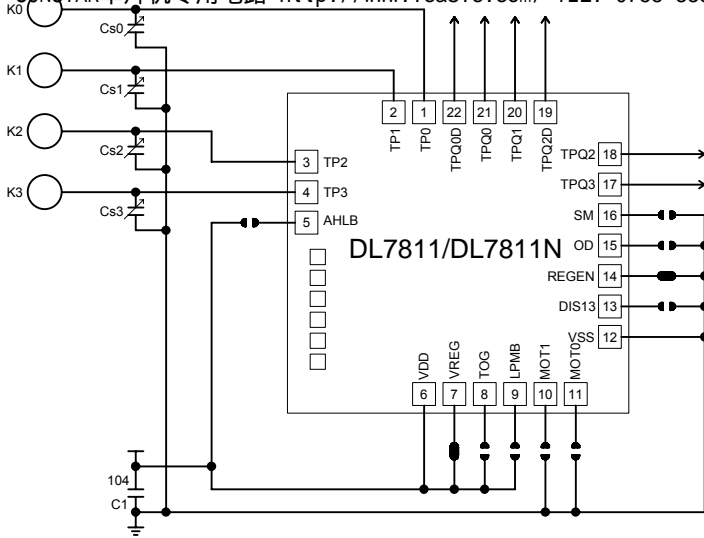 K0
Cs0
K1
Cs1
K2
Cs2
K3
Cs3
2
1
22
21
20
19
TP1
TP0
TPQ0D
TPQ0
TPQ1
TPQ2D
3 TP2
4 TP3
5 AHLB
TPQ2 18
TPQ3 17
SM 16
OD 15
REGEN 14
DIS13 13
VSS 12
DL7811/DL7811N
VDD
VREG
TOG
LPMB
MOT1
MOT0
6
7
8
9
10
11
104
C1